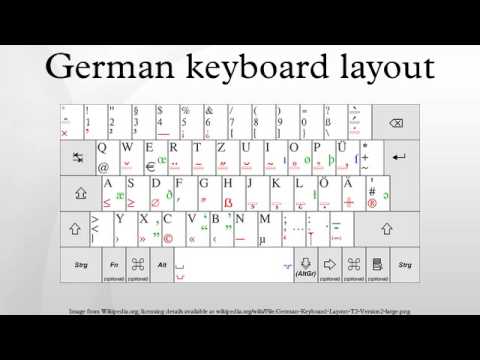 German keyboard layout
° ! " § $ % & / ( ) = ?
1 2 3 4 5 6 7 8 9 0 ß
Q W E R T Z U I O P Ü *
@ € œ ø þ + ~
A S D F G H J K L Ö Ä '
≤ æ ≥ ð ß # ® ə
> Y X C V B N M ; : _
< | » © « µ , . -
Strg Fn ⌘ Alt (AltGr) ⌘ Strg
(optional) (optional) (optional) (optional)
Image from Wikipedia.org, licensing details available at wikipedia.org/wiki/File:German-Keyboard-Layout-T2-Version2-large.png